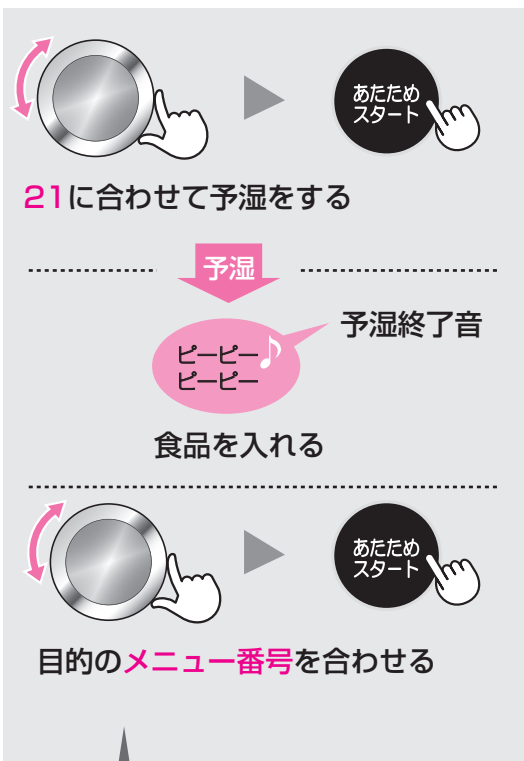 あたため
スタート
21に合わせて予湿をする
予湿
予湿終了音
ピーピー♪
ピーピー
食品を入れる
あたため
スタート
目的のメニュー番号を合わせる